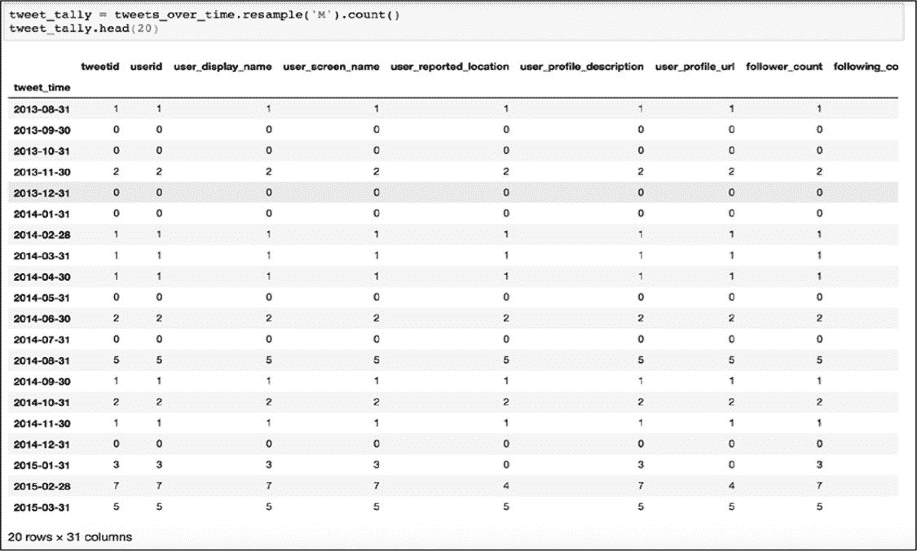 tweet_tally = tweets_over_time.resample('M').count()
tweet_tally.head(20)
tweetid userid user_display_name user_screen_name user_reported_location user_profile_description user_profile_url follower_count following_co
tweet_time
2013-08-31 1 1 1 1 1 1 1 1
2013-09-30 0 0 0 0 0 0 0 0
2013-10-31 0 0 0 0 0 0 0 0
2013-11-30 2 2 2 2 2 2 2 2
2013-12-31 0 0 0 0 0 0 0 0
2014-01-31 0 0 0 0 0 0 0 0
2014-02-28 1 1 1 1 1 1 1 1
2014-03-31 1 1 1 1 1 1 1 1
2014-04-30 1 1 1 1 1 1 1 1
2014-05-31 0 0 0 0 0 0 0 0
2014-06-30 2 2 2 2 2 2 2 2
2014-07-31 0 0 0 0 0 0 0 0
2014-08-31 5 5 5 5 5 5 5 5
2014-09-30 1 1 1 1 1 1 1 1
2014-10-31 2 2 2 2 2 2 2 2
2014-11-30 1 1 1 1 1 1 1 1
2014-12-31 0 0 0 0 0 0 0 0
2015-01-31 3 3 3 3 0 3 0 3
2015-02-28 7 7 7 7 4 7 4 7
2015-03-31 5 5 5 5 5 5 5 5
20 rows × 31 columns